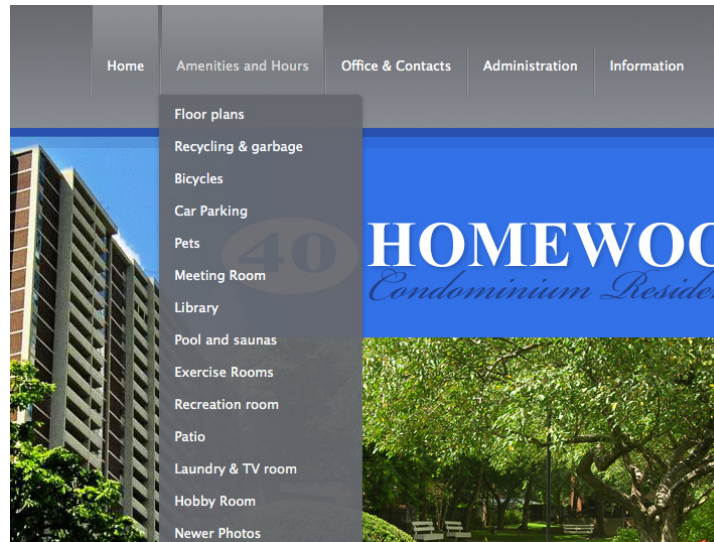 Home Amenities and Hours Office & Contacts Administration Information
Floor plans
Recycling & garbage
Bicycles
Car Parking
Pets
Meeting Room
Library
Pool and saunas
Exercise Rooms
Recreation room
Patio
Laundry & TV room
Hobby Room
Newer Photos
40 HOMEWOO
Condominium Reside